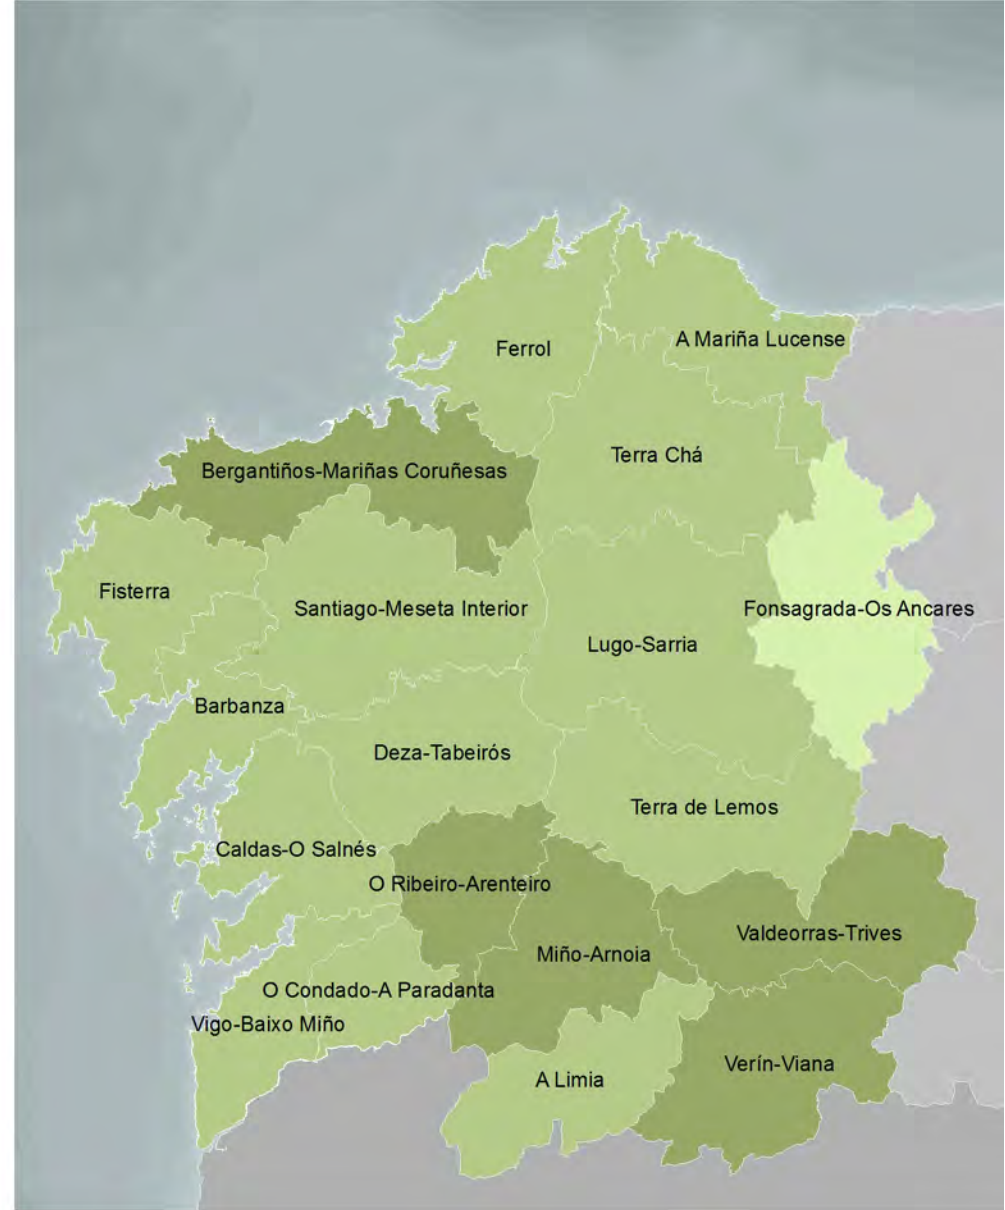 A Mariña Lucense
Ferrol
Terra Chá
Bergantiños-Mariñas Coruñesas
Fisterra
Santiago-Meseta Interior
Fonsagrada-Os Ancares
Lugo-Sarria
Barbanza
Deza-Tabeirós
Terra de Lemos
Caldas-O Salnés
O Ribeiro-Arenteiro
Valdeorras-Trives
Miño-Arnoia
O Condado-A Paradanta
Vigo-Baixo Miño
Verín-Viana
A Limia